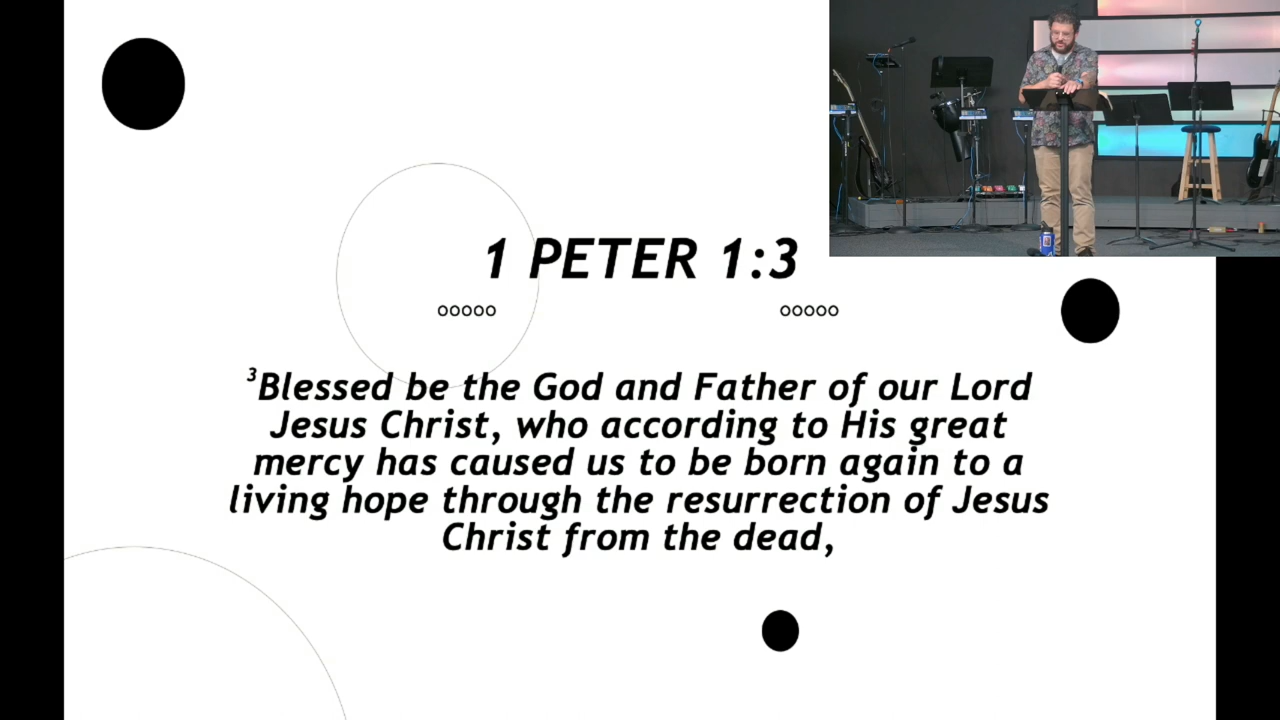 1 PETER 1:3
ooooo ooooo
³Blessed be the God and Father of our Lord
Jesus Christ, who according to His great
mercy has caused us to be born again to a
living hope through the resurrection of Jesus
Christ from the dead,